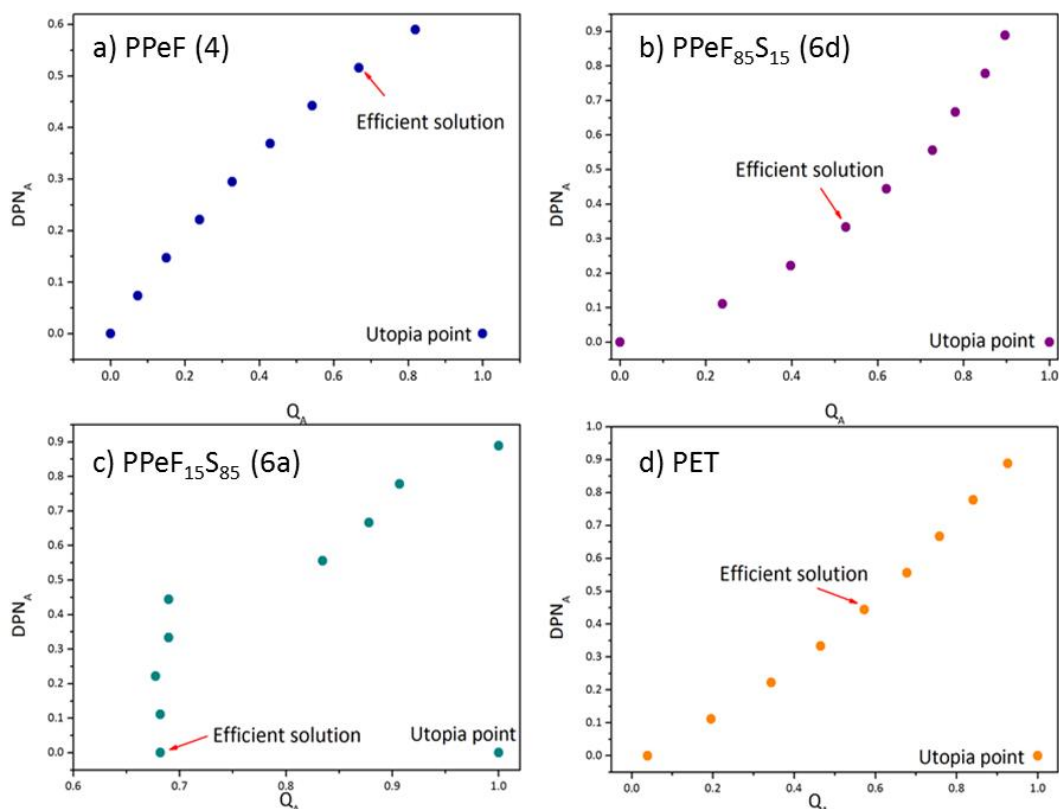 a) PPeF (4)
0.6
0.5
0.4
0.3
0.2
0.1
0.0
DPN_A
Efficient solution
Utopia point
0.0 0.2 0.4 0.6 0.8 1.0
Q_A
b) PPeF₈₅S₁₅ (6d)
0.9
0.8
0.7
0.6
0.5
0.4
0.3
0.2
0.1
0.0
DPN_A
Efficient solution
Utopia point
0.0 0.2 0.4 0.6 0.8 1.0
Q_A
c) PPeF₁₅S₈₅ (6a)
0.9
0.8
0.7
0.6
0.5
0.4
0.3
0.2
0.1
0.0
DPN_A
Efficient solution
Utopia point
0.6 0.7 0.8 0.9 1.0
Q_A
d) PET
1.0
0.9
0.8
0.7
0.6
0.5
0.4
0.3
0.2
0.1
0.0
DPN_A
Efficient solution
Utopia point
0.0 0.2 0.4 0.6 0.8 1.0
Q_A